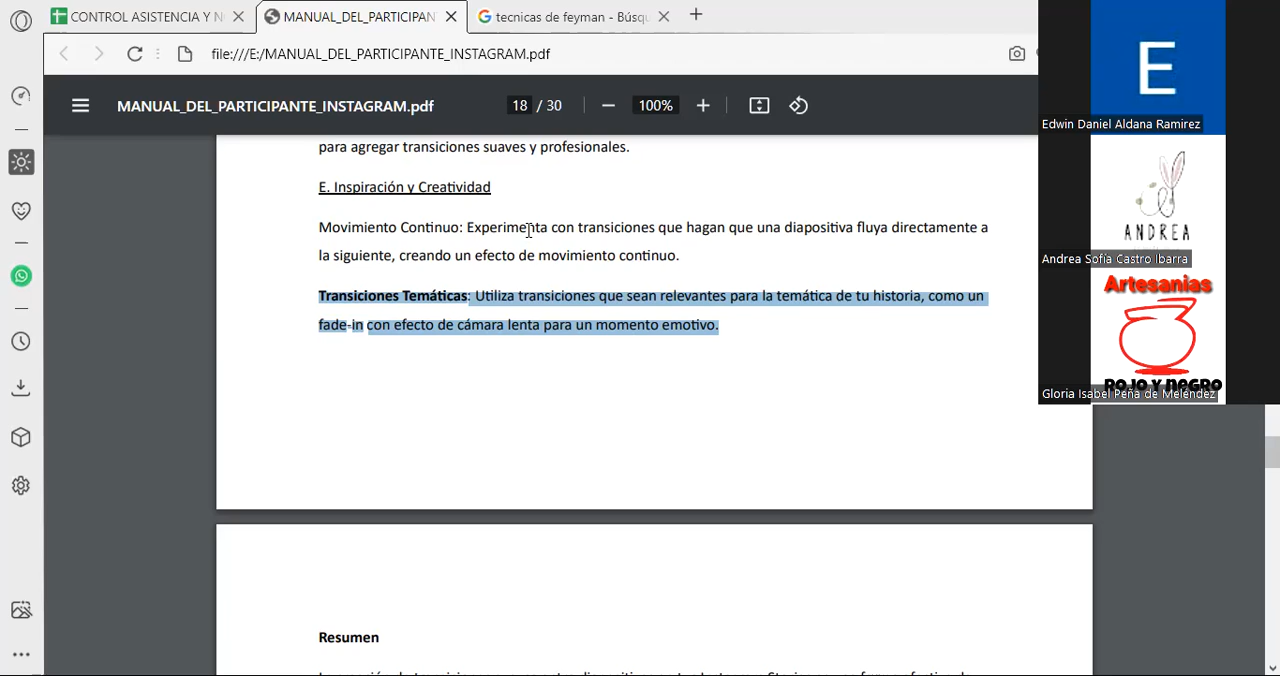 CONTROL ASISTENCIA Y N
MANUAL_DEL_PARTICIPAN
tecnicas de feyman - Búsqu
file:///E:/MANUAL_DEL_PARTICIPANTE_INSTAGRAM.pdf
MANUAL_DEL_PARTICIPANTE_INSTAGRAM.pdf
18 / 30
100%
para agregar transiciones suaves y profesionales.
E. Inspiración y Creatividad
Movimiento Continuo: Experimenta con transiciones que hagan que una diapositiva fluya directamente a
la siguiente, creando un efecto de movimiento continuo.
Transiciones Temáticas: Utiliza transiciones que sean relevantes para la temática de tu historia, como un
fade-in con efecto de cámara lenta para un momento emotivo.
Resumen
E
Edwin Daniel Aldana Ramirez
ANDREA
Andrea Sofía Castro Ibarra
Artesanias
ROJO Y NEGRO
Gloria Isabel Peña de Meléndez